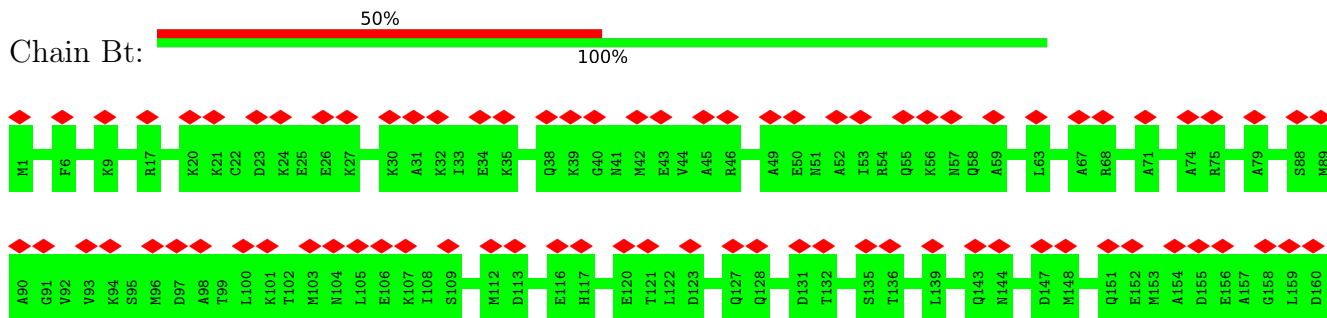 50%
Chain Bt:
100%
M1 F6 K9 R17 K20 K21 C22 D23 K24 E25 E26 K27 K30 A31 K32 I33 E34 K35 Q38 K39 G40 N41 M42 E43 V44 A45 R46 A49 E50 N51 A52 I53 R54 Q55 K56 N57 Q58 A59 L63 A67 R68 A71 A74 R75 A79 S88 M89
A90 G91 V92 V93 K94 S95 M96 D97 A98 T99 L100 K101 T102 M103 N104 L105 E106 K107 I108 S109 M112 D113 E116 H117 E120 T121 L122 D123 Q127 Q128 D131 T132 S135 T136 L139 Q143 N144 D147 M148 Q151 E152 M153 A154 D155 E156 A157 G158 L159 D160